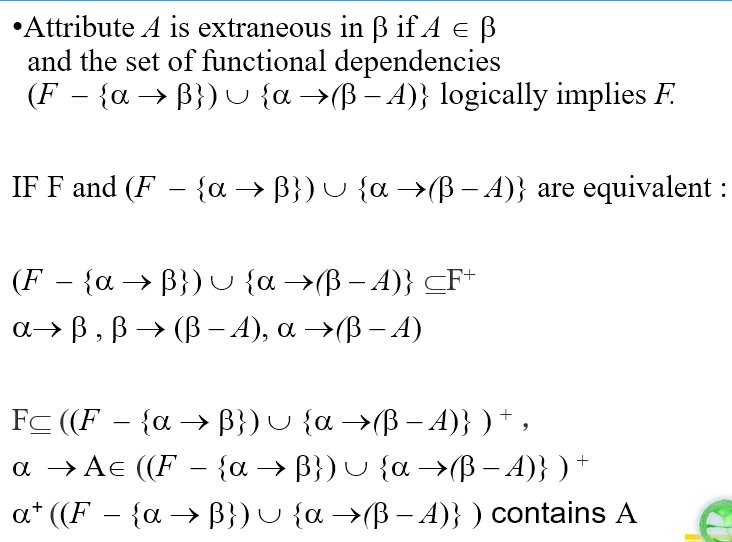 •Attribute A is extraneous in β if A ∈ β
and the set of functional dependencies
(F – {α → β}) ∪ {α →(β – A)} logically implies F.
IF F and (F – {α → β}) ∪ {α →(β – A)} are equivalent :
(F – {α → β}) ∪ {α →(β – A)} ⊆F⁺
α→ β , β → (β – A), α →(β – A)
F⊆ ((F – {α → β}) ∪ {α →(β – A)} ) ⁺ ,
α → A∈ ((F – {α → β}) ∪ {α →(β – A)} ) ⁺
α⁺ ((F – {α → β}) ∪ {α →(β – A)} ) contains A